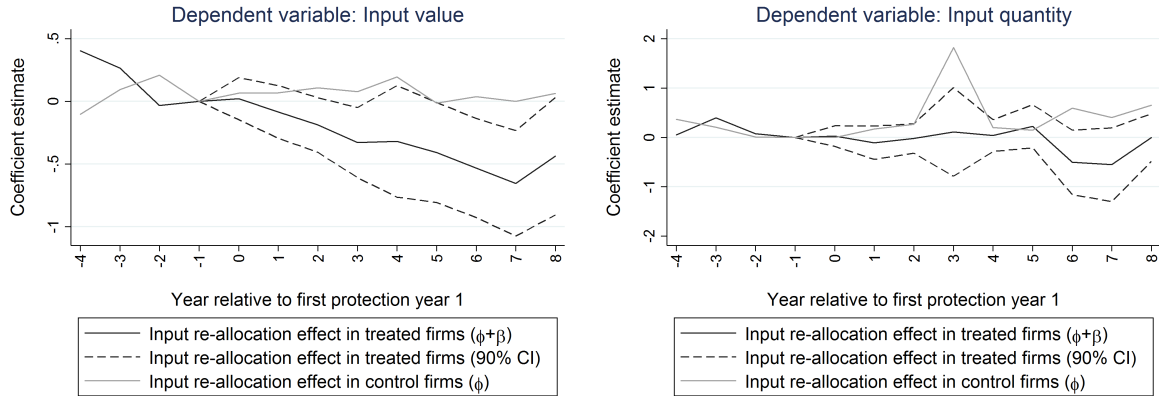 Dependent variable: Input value
Coefficient estimate
.5
0
-.5
-1
-4 -3 -2 -1 0 1 2 3 4 5 6 7 8
Year relative to first protection year 1
Input re-allocation effect in treated firms (ϕ+β)
Input re-allocation effect in treated firms (90% CI)
Input re-allocation effect in control firms (ϕ)
Dependent variable: Input quantity
Coefficient estimate
2
1
0
-1
-2
-4 -3 -2 -1 0 1 2 3 4 5 6 7 8
Year relative to first protection year 1
Input re-allocation effect in treated firms (ϕ+β)
Input re-allocation effect in treated firms (90% CI)
Input re-allocation effect in control firms (ϕ)